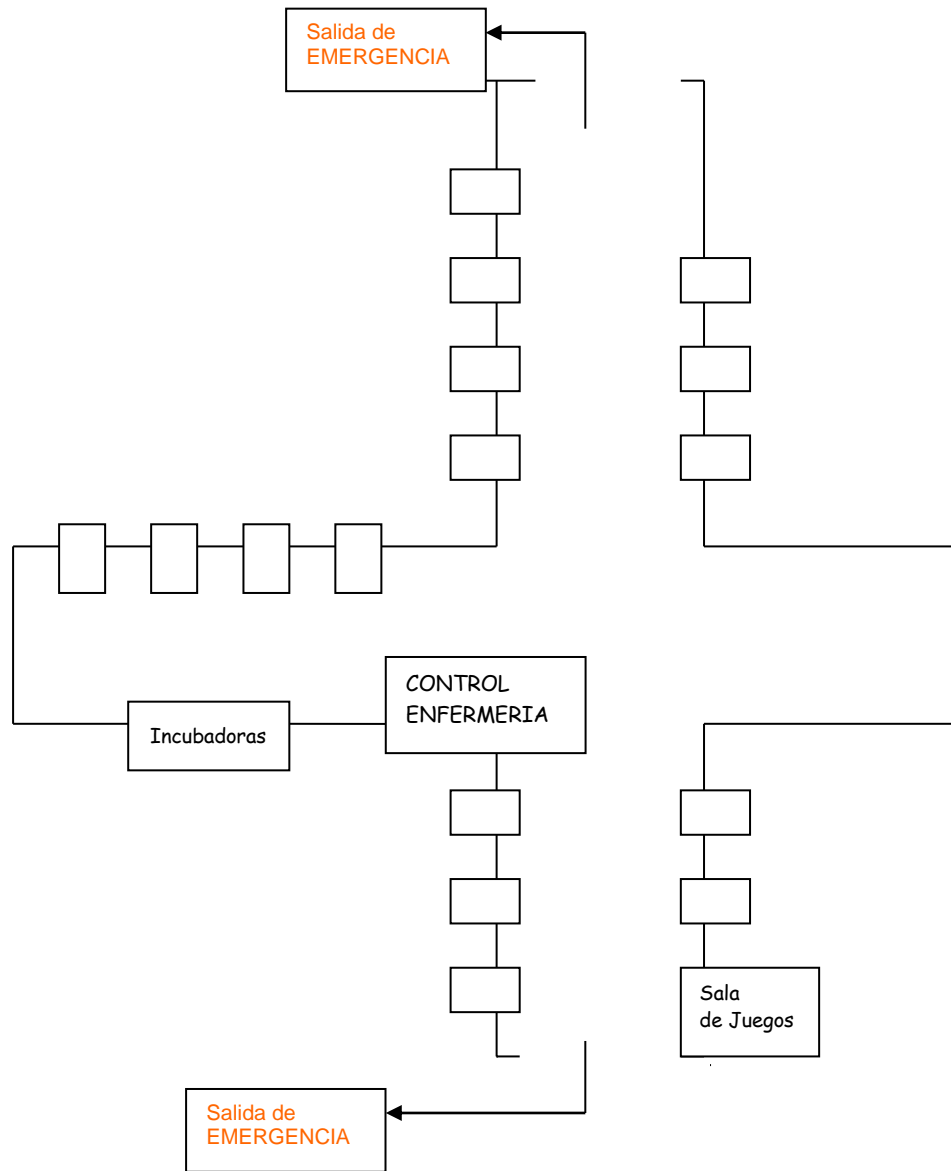 Salida de
EMERGENCIA
CONTROL
ENFERMERIA
Incubadoras
Sala
de Juegos
Salida de
EMERGENCIA